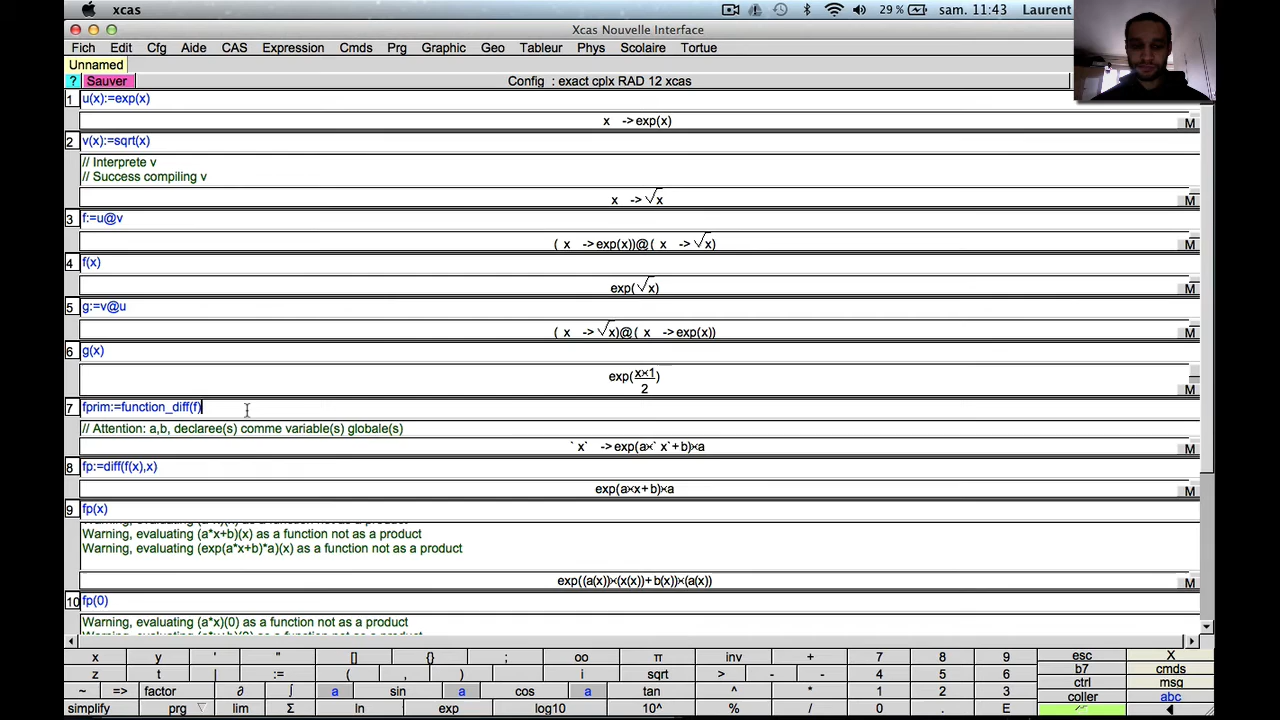 xcas 29 % sam. 11:43 Laurent
Xcas Nouvelle Interface
Fich Edit Cfg Aide CAS Expression Cmds Prg Graphic Geo Tableur Phys Scolaire Tortue
Unnamed
? Sauver Config : exact cplx RAD 12 xcas
1 u(x):=exp(x)
x ->exp(x)
M
2 v(x):=sqrt(x)
// Interprete v
// Success compiling v
x ->√x
M
3 f:=u@v
( x ->exp(x))@( x ->√x)
M
4 f(x)
exp(√x)
M
5 g:=v@u
( x ->√x)@( x ->exp(x))
M
6 g(x)
exp(x×1/2)
M
7 fprim:=function_diff(f)
// Attention: a,b, declaree(s) comme variable(s) globale(s)
` x` ->exp(a×` x`+b)×a
M
8 fp:=diff(f(x),x)
exp(a×x+b)×a
M
9 fp(x)
Warning, evaluating (a*x+b)(x) as a function not as a product
Warning, evaluating (exp(a*x+b)*a)(x) as a function not as a product
exp((a(x))×(x(x))+b(x))×(a(x))
M
10 fp(0)
Warning, evaluating (a*x)(0) as a function not as a product
x y ' " [] {} ; oo π inv + 7 8 9 esc X
z t | := ( , ) i sqrt > - - 4 5 6 b7 cmds
ctrl msg
~ => factor ∂ ∫ a sin a cos a tan ^ * 1 2 3 coller abc
simplify prg lim Σ ln exp log10 10^ % / 0 . E